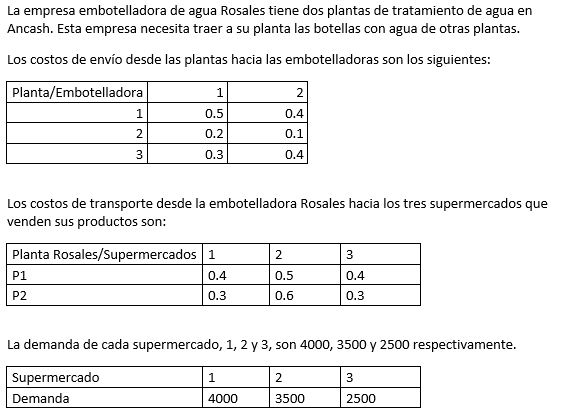 La empresa embotelladora de agua Rosales tiene dos plantas de tratamiento de agua en
Ancash. Esta empresa necesita traer a su planta las botellas con agua de otras plantas.
Los costos de envío desde las plantas hacia las embotelladoras son los siguientes:
Planta/Embotelladora 1 2
1 0.5 0.4
2 0.2 0.1
3 0.3 0.4
Los costos de transporte desde la embotelladora Rosales hacia los tres supermercados que
venden sus productos son:
Planta Rosales/Supermercados 1 2 3
P1 0.4 0.5 0.4
P2 0.3 0.6 0.3
La demanda de cada supermercado, 1, 2 y 3, son 4000, 3500 y 2500 respectivamente.
Supermercado 1 2 3
Demanda 4000 3500 2500